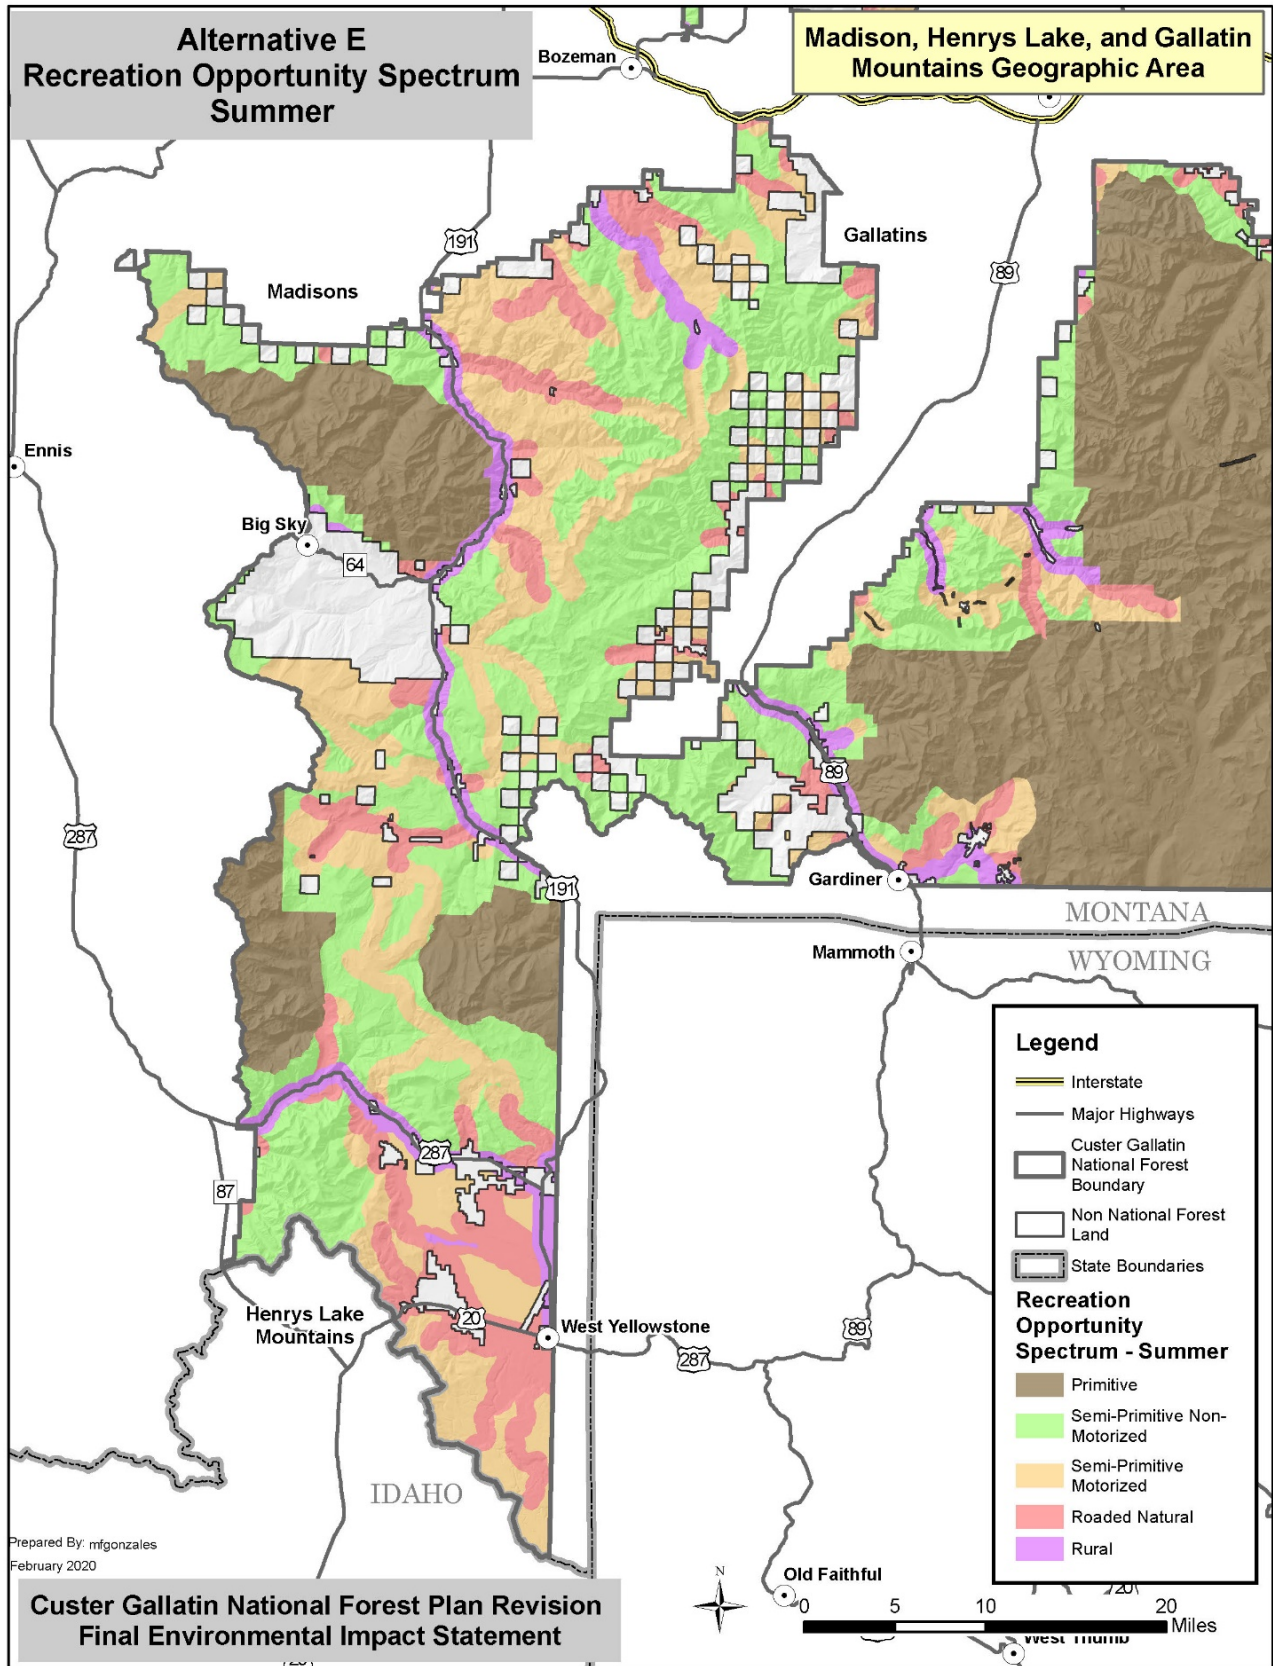 Alternative E
Recreation Opportunity Spectrum
Summer
Madison, Henrys Lake, and Gallatin
Mountains Geographic Area
Bozeman
191
Gallatins
89
Madisons
Ennis
Big Sky
64
89
287
191
Gardiner
MONTANA
WYOMING
Mammoth
287
87
Henrys Lake
Mountains
20
West Yellowstone
89
287
IDAHO
Legend
Interstate
Major Highways
Custer Gallatin
National Forest
Boundary
Non National Forest
Land
State Boundaries
Recreation
Opportunity
Spectrum - Summer
Primitive
Semi-Primitive Non-
Motorized
Semi-Primitive
Motorized
Roaded Natural
Rural
Prepared By: mfgonzales
February 2020
Custer Gallatin National Forest Plan Revision
Final Environmental Impact Statement
N
Old Faithful
0 5 10 20
Miles
West Thumb
20
20